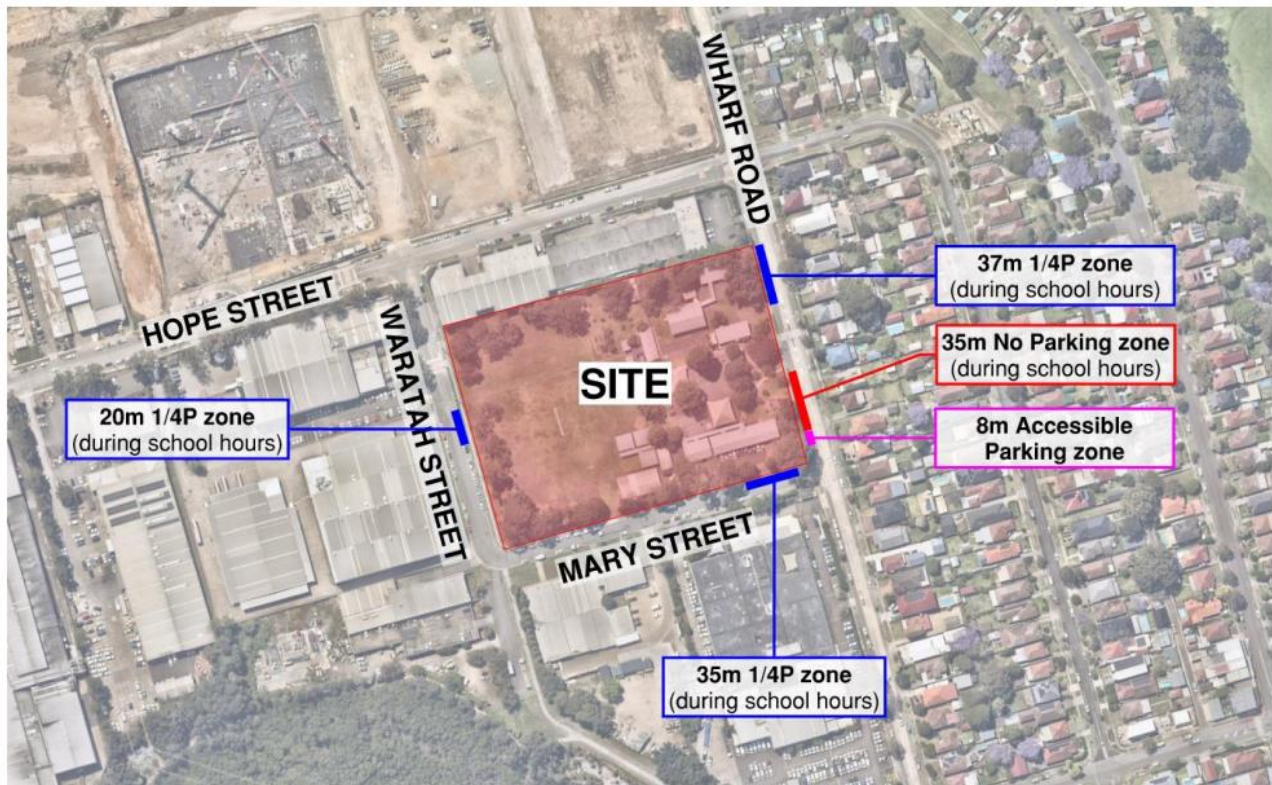 WHARF ROAD
37m 1/4P zone
(during school hours)
HOPE STREET
WARATAH STREET
SITE
35m No Parking zone
(during school hours)
20m 1/4P zone
(during school hours)
8m Accessible
Parking zone
MARY STREET
35m 1/4P zone
(during school hours)